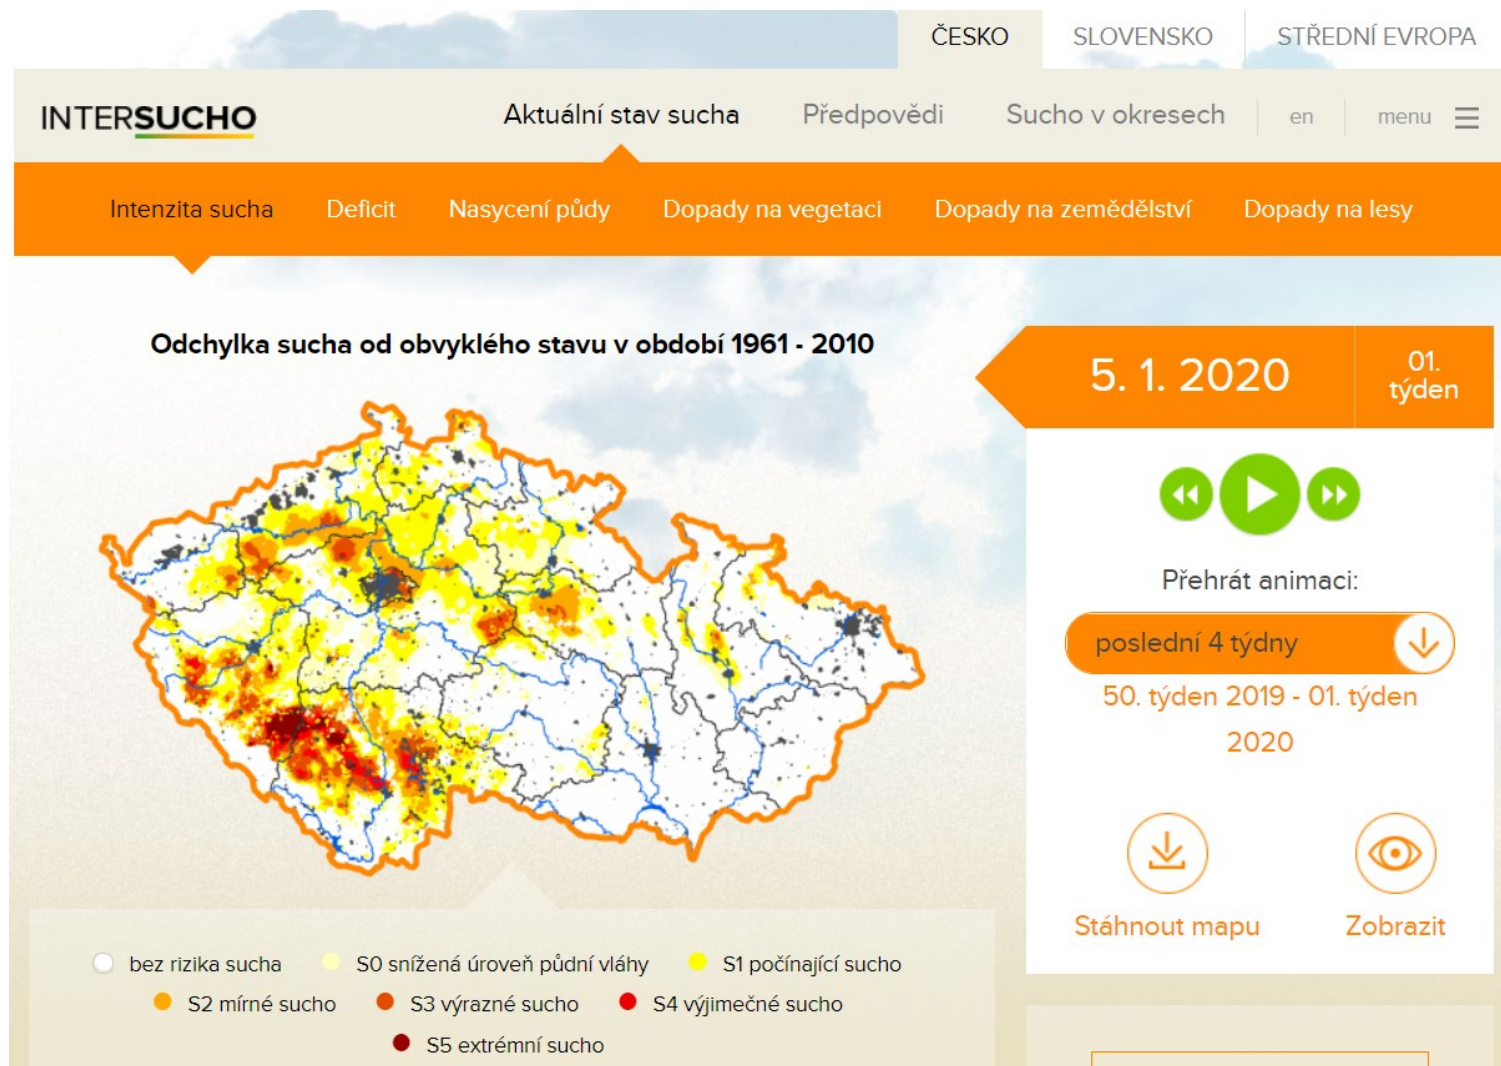 ČESKO
SLOVENSKO
STŘEDNÍ EVROPA
INTERSUCHO
Aktuální stav sucha
Předpovědi
Sucho v okresech
en
menu
Intenzita sucha
Deficit
Nasycení půdy
Dopady na vegetaci
Dopady na zemědělství
Dopady na lesy
Odchylka sucha od obvyklého stavu v období 1961 - 2010
5. 1. 2020
01.
týden
Přehrát animaci:
poslední 4 týdny
50. týden 2019 - 01. týden
2020
Stáhnout mapu
Zobrazit
bez rizika sucha
S0 snížená úroveň půdní vláhy
S1 počínající sucho
S2 mírné sucho
S3 výrazné sucho
S4 výjimečné sucho
S5 extrémní sucho